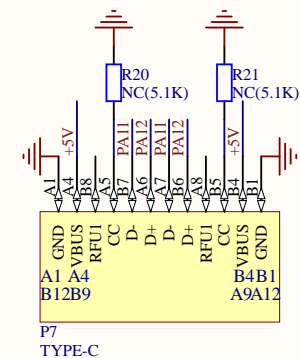 R20
NC(5.1K)
R21
NC(5.1K)
+5V
PA11
PA12
PA11
PA12
+5V
A1
A4
B8
A5
B7
A6
A7
B6
A8
B5
B4
B1
GND
VBUS
RFU1
CC
D-
D+
D-
D+
RFU1
CC
VBUS
GND
A1 A4
B4B1
B12B9
A9A12
P7
TYPE-C